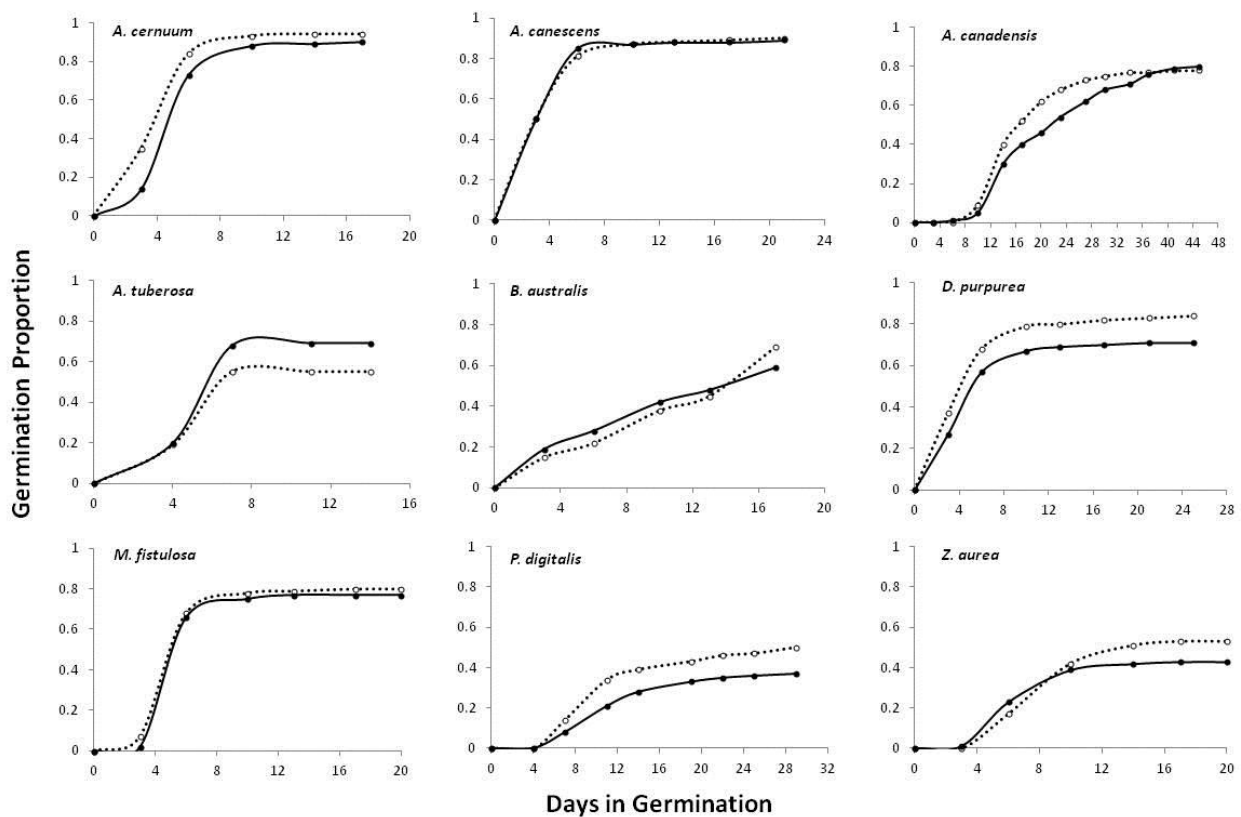 A. cernuum
1
0.8
0.6
0.4
0.2
0
0 4 8 12 16 20
A. canescens
1
0.8
0.6
0.4
0.2
0
0 3 6 9 12 15 18 21 24
A. canadensis
1
0.8
0.6
0.4
0.2
0
0 4 8 12 16 20 24 28 32 36 40 44 48
Germination Proportion
A. tuberosa
1
0.8
0.6
0.4
0.2
0
0 4 8 12 16
B. australis
1
0.8
0.6
0.4
0.2
0
0 4 8 12 16 20
D. purpurea
1
0.8
0.6
0.4
0.2
0
0 4 8 12 16 20 24 28
M. fistulosa
1
0.8
0.6
0.4
0.2
0
0 4 8 12 16 20
P. digitalis
1
0.8
0.6
0.4
0.2
0
0 4 8 12 16 20 24 28 32
Z. aurea
1
0.8
0.6
0.4
0.2
0
0 4 8 12 16 20
Days in Germination